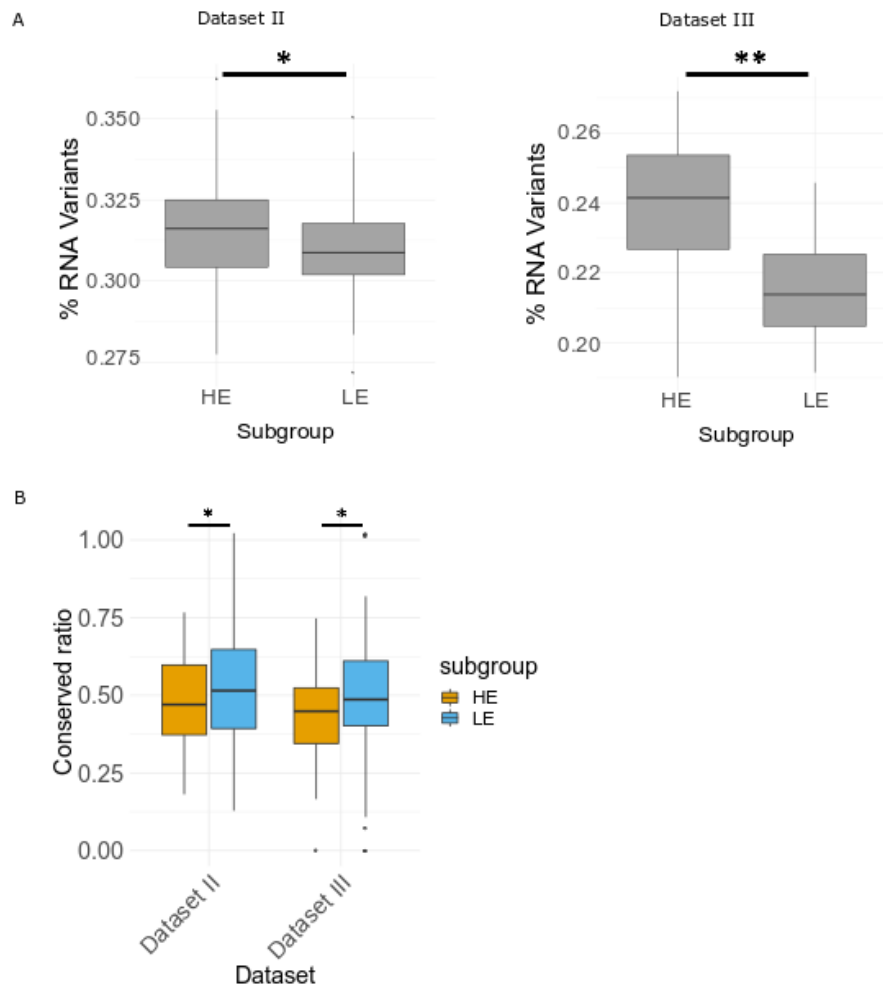 A
Dataset II
Dataset III
*
**
% RNA Variants
0.350
0.325
0.300
0.275
HE
LE
Subgroup
% RNA Variants
0.26
0.24
0.22
0.20
HE
LE
Subgroup
B
*
*
Conserved ratio
1.00
0.75
0.50
0.25
0.00
subgroup
HE
LE
Dataset II
Dataset III
Dataset